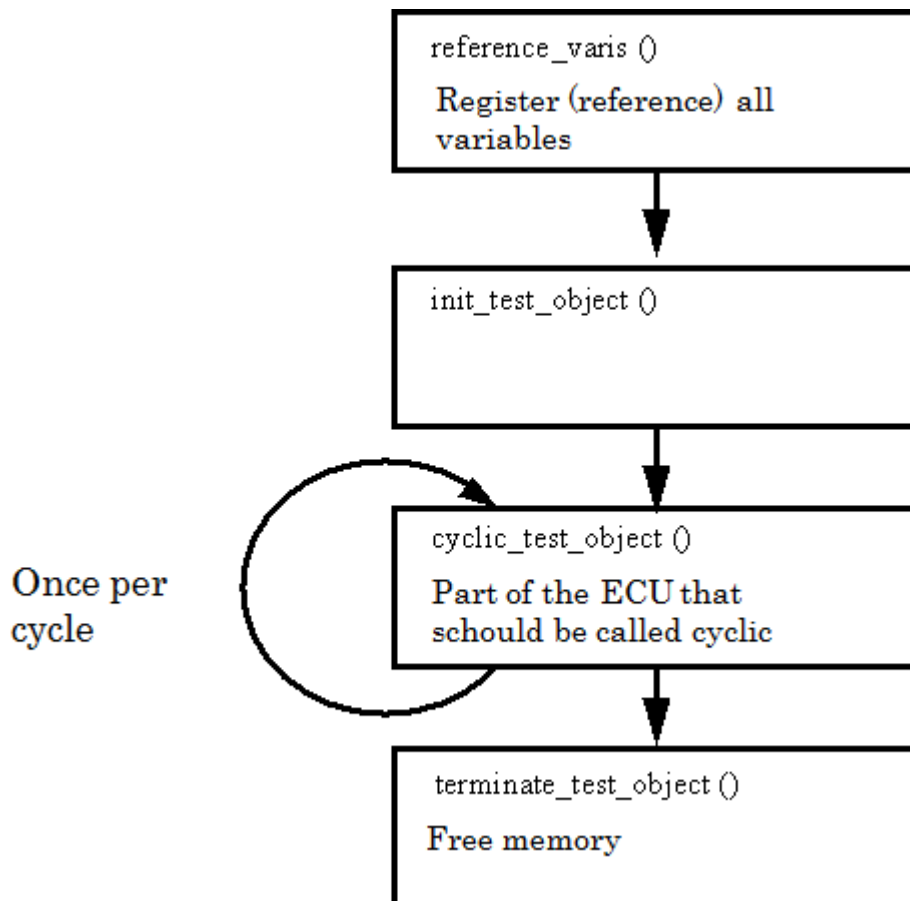 reference_varis ()
Register (reference) all
variables
init_test_object ()
cyclic_test_object ()
Part of the ECU that
schould be called cyclic
Once per
cycle
terminate_test_object ()
Free memory